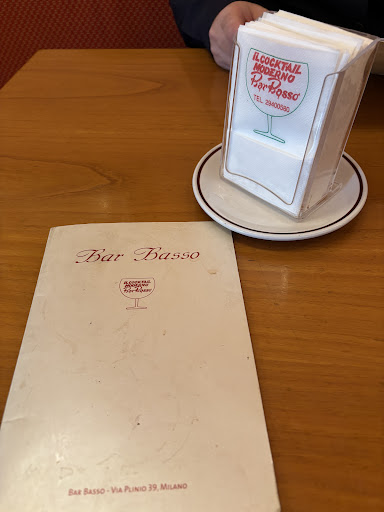 IL COCKTAIL
MODERNO
Bar Basso
TEL. 29400580
Bar Basso
IL COCKTAIL
MODERNO
Bar Basso
BAR BASSO - VIA PLINIO 39, MILANO